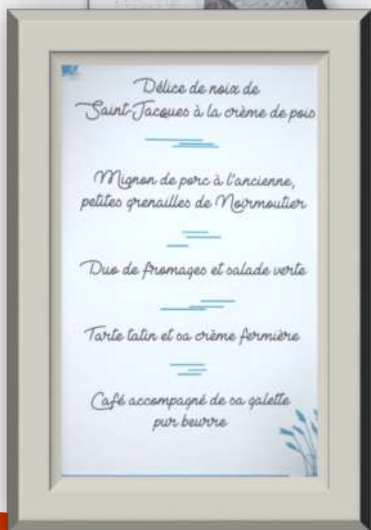 Délice de noix de
Saint-Jacques à la crème de pois
Mignon de porc à l'ancienne,
petites grenailles de Noirmoutier
Duo de fromages et salade verte
Tarte tatin et sa crème fermière
Café accompagné de sa galette
pur beurre